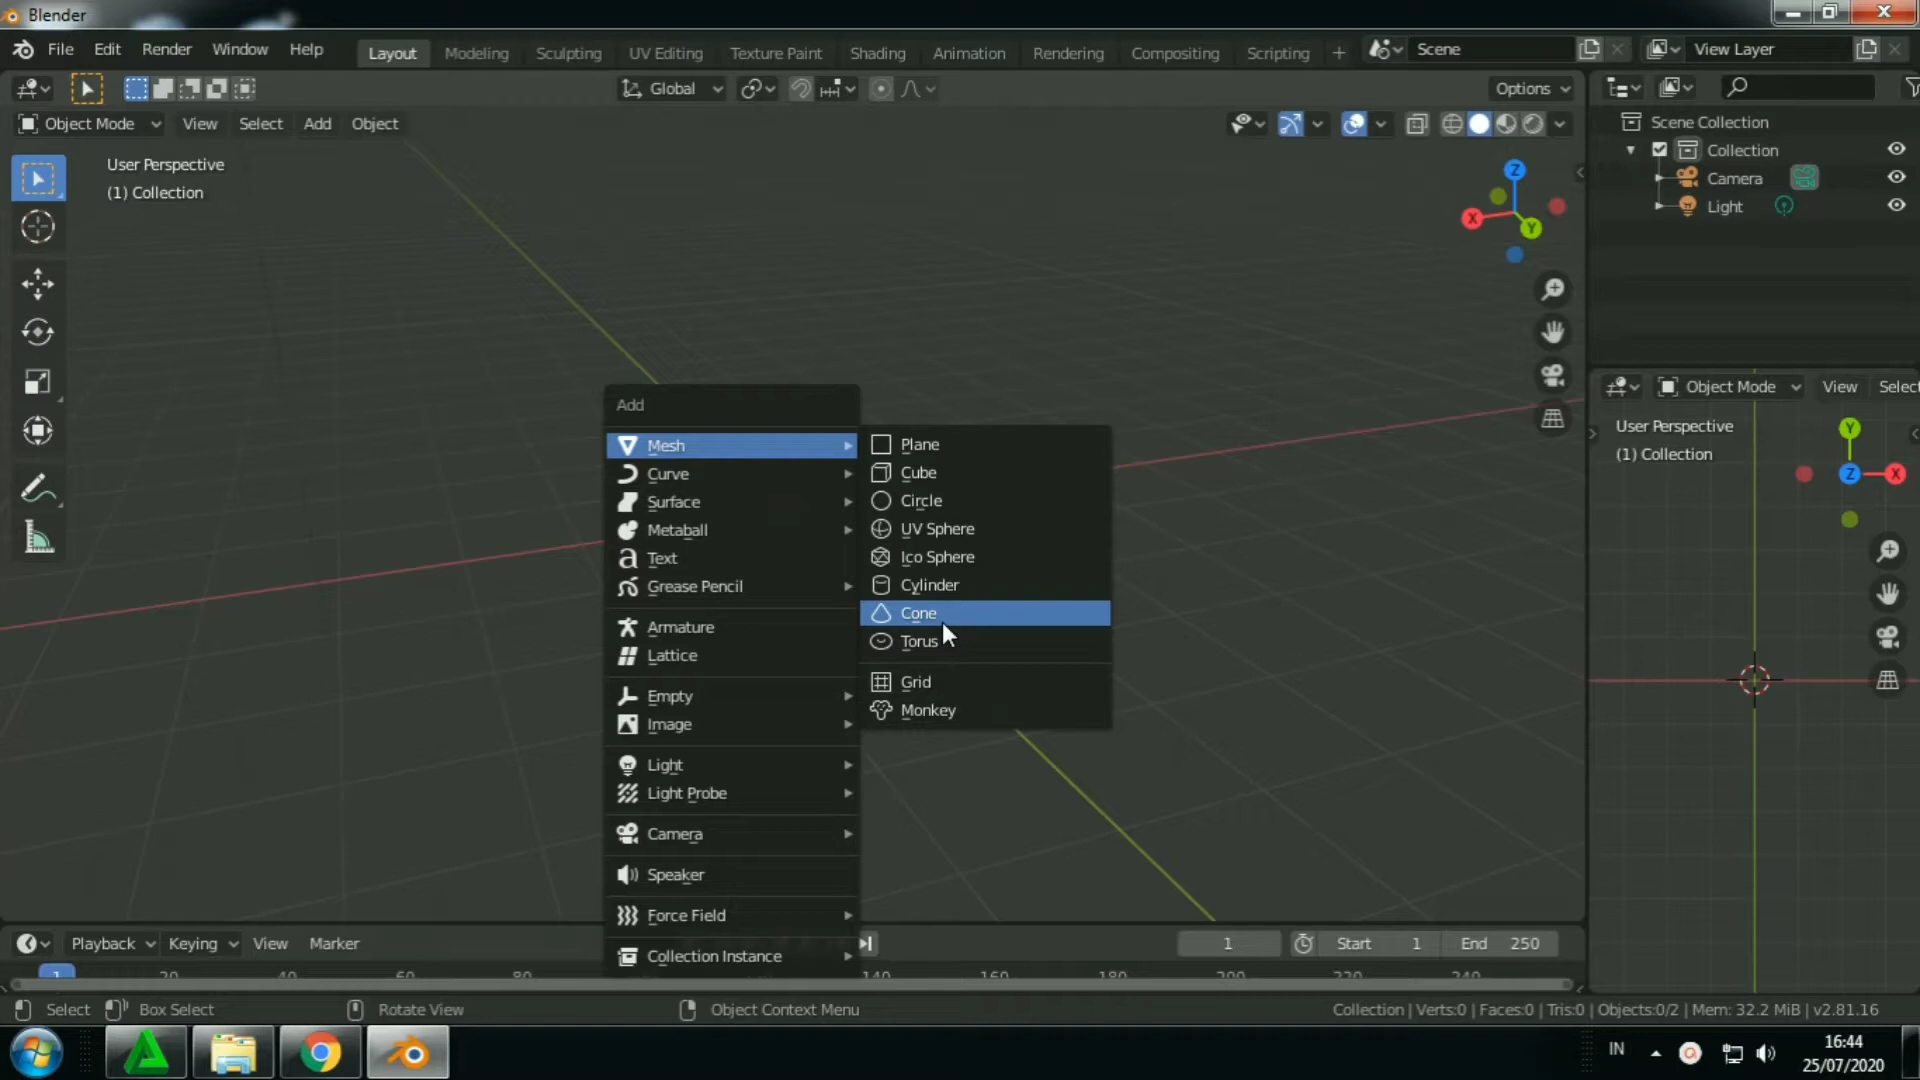 Blender
File Edit Render Window Help Layout Modeling Sculpting UV Editing Texture Paint Shading Animation Rendering Compositing Scripting + Scene View Layer
Global Options
Object Mode View Select Add Object
User Perspective
(1) Collection
Z
X
Y
Scene Collection
Collection
Camera
Light
Object Mode View Select
User Perspective
(1) Collection
Y
Z
X
Add
Mesh
Curve
Surface
Metaball
Text
Grease Pencil
Armature
Lattice
Empty
Image
Light
Light Probe
Camera
Speaker
Force Field
Collection Instance
Plane
Cube
Circle
UV Sphere
Ico Sphere
Cylinder
Cone
Torus
Grid
Monkey
Playback Keying View Marker 1 Start 1 End 250
1 20 40 60 80 140 160 180 200 220 240
Select Box Select Rotate View Object Context Menu Collection | Verts:0 | Faces:0 | Tris:0 | Objects:0/2 | Mem: 32.2 MiB | v2.81.16
IN 16:44
25/07/2020